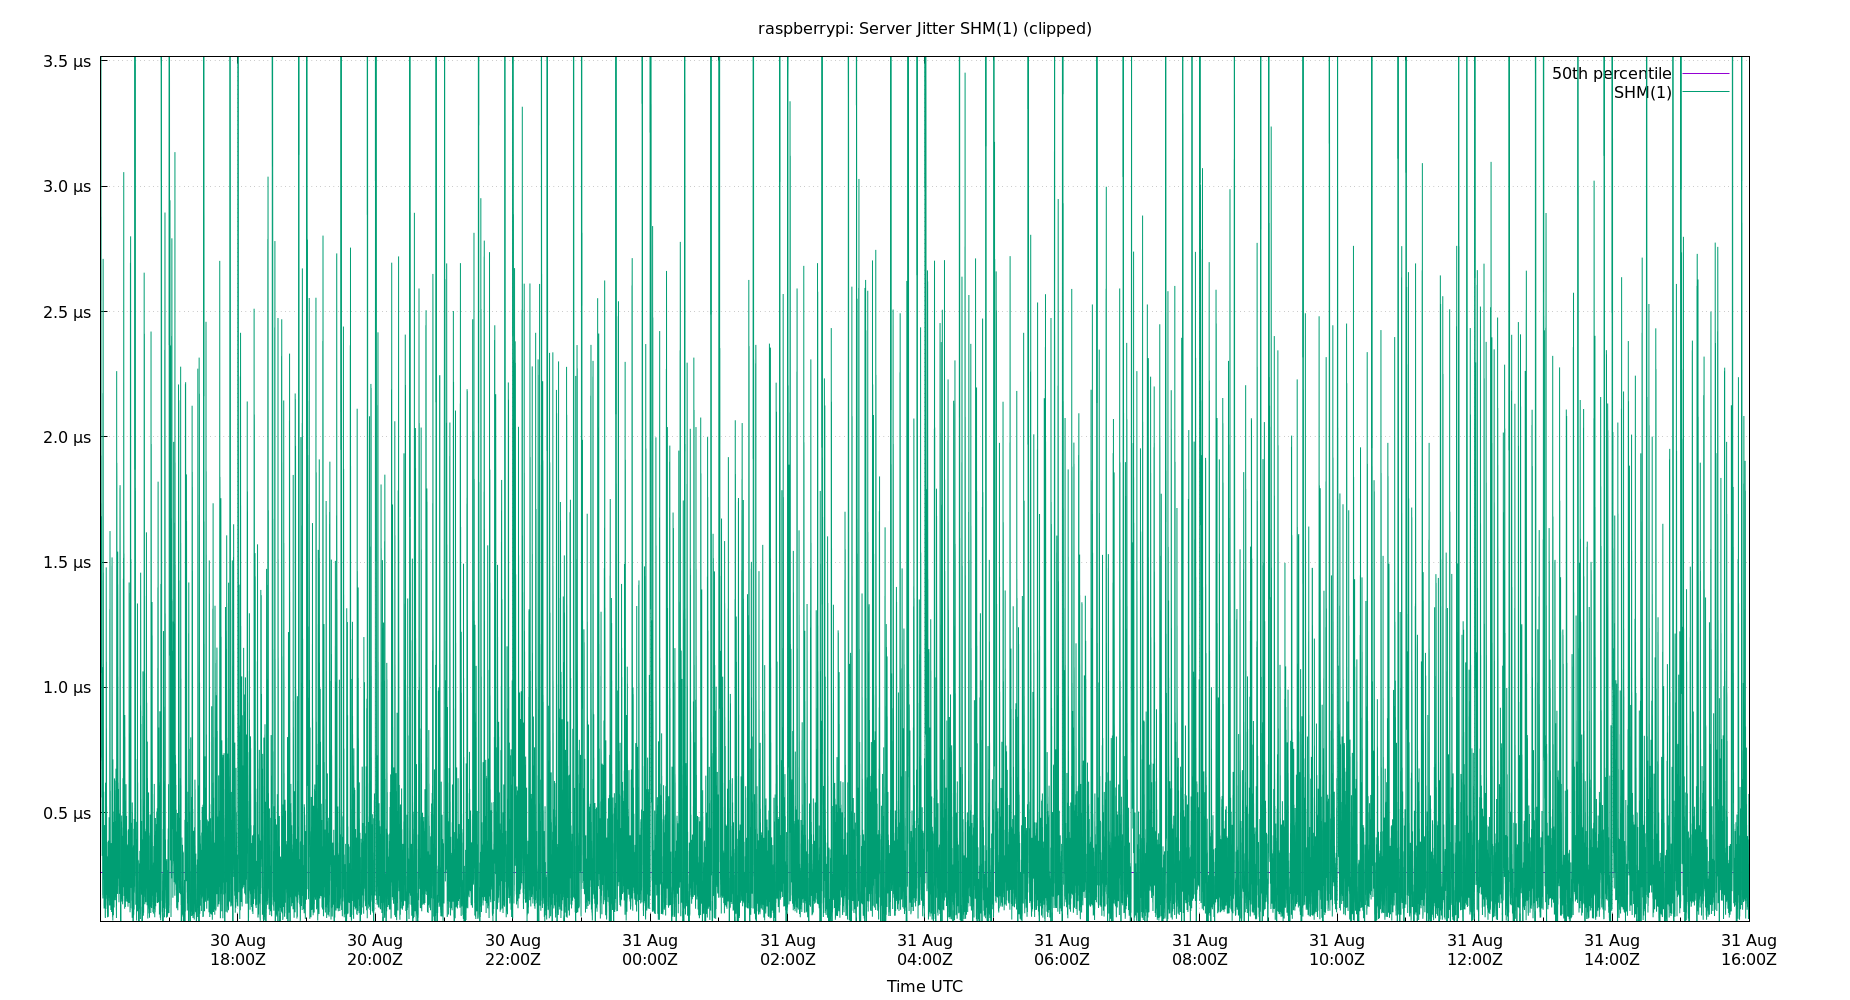 raspberrypi: Server Jitter SHM(1) (clipped)
3.5 µs
50th percentile
SHM(1)
3.0 µs
2.5 µs
2.0 µs
1.5 µs
1.0 µs
0.5 µs
30 Aug 30 Aug 30 Aug 31 Aug 31 Aug 31 Aug 31 Aug 31 Aug 31 Aug 31 Aug 31 Aug 31 Aug
18:00Z 20:00Z 22:00Z 00:00Z 02:00Z 04:00Z 06:00Z 08:00Z 10:00Z 12:00Z 14:00Z 16:00Z
Time UTC